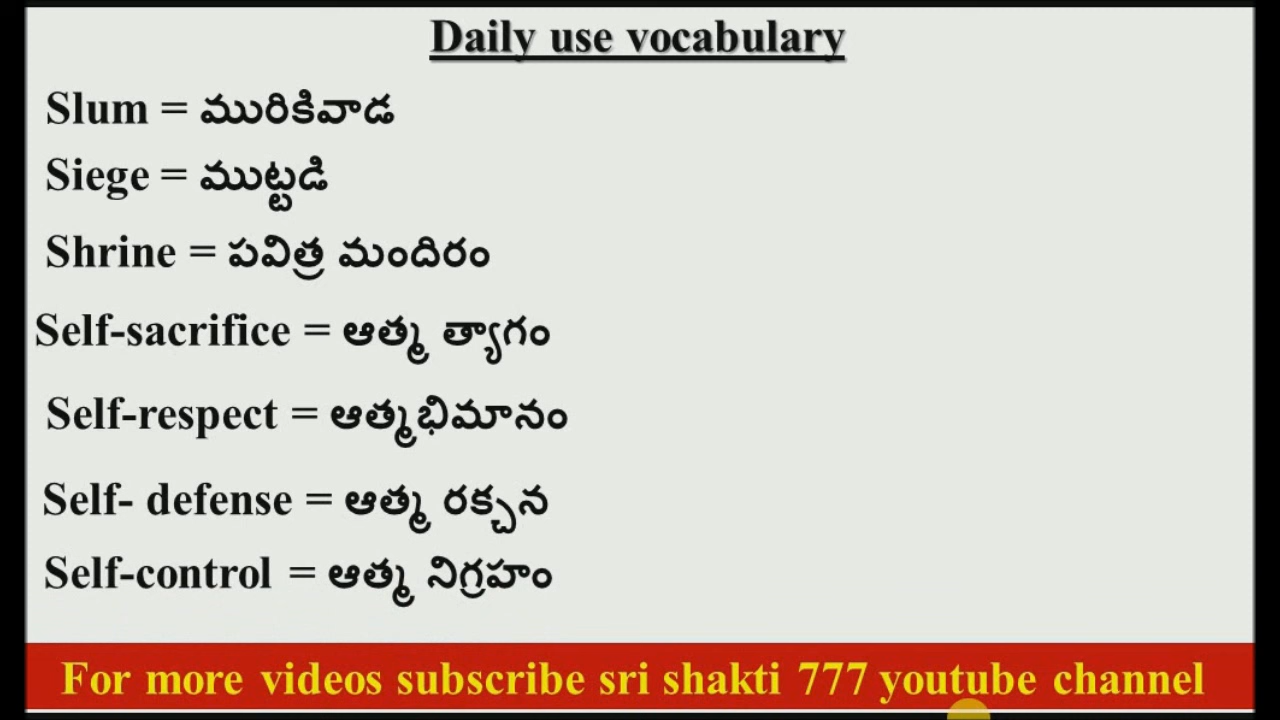 Daily use vocabulary
Slum = మురికివాడ
Siege = ముట్టడి
Shrine = పవిత్ర మందిరం
Self-sacrifice = ఆత్మ త్యాగం
Self-respect = ఆత్మభిమానం
Self- defense = ఆత్మ రక్చన
Self-control = ఆత్మ నిగ్రహం
For more videos subscribe sri shakti 777 youtube channel